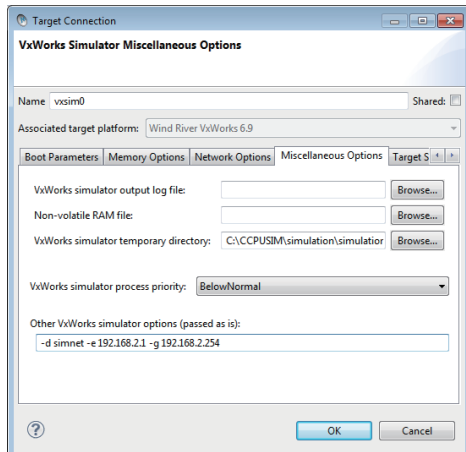 Target Connection
VxWorks Simulator Miscellaneous Options
Name vxsim0 Shared:
Associated target platform: Wind River VxWorks 6.9
Boot Parameters Memory Options Network Options Miscellaneous Options Target S
VxWorks simulator output log file: Browse...
Non-volatile RAM file: Browse...
VxWorks simulator temporary directory: C:\CCPUSIM\simulation\simulation Browse...
VxWorks simulator process priority: BelowNormal
Other VxWorks simulator options (passed as is):
-d simnet -e 192.168.2.1 -g 192.168.2.254
? OK Cancel